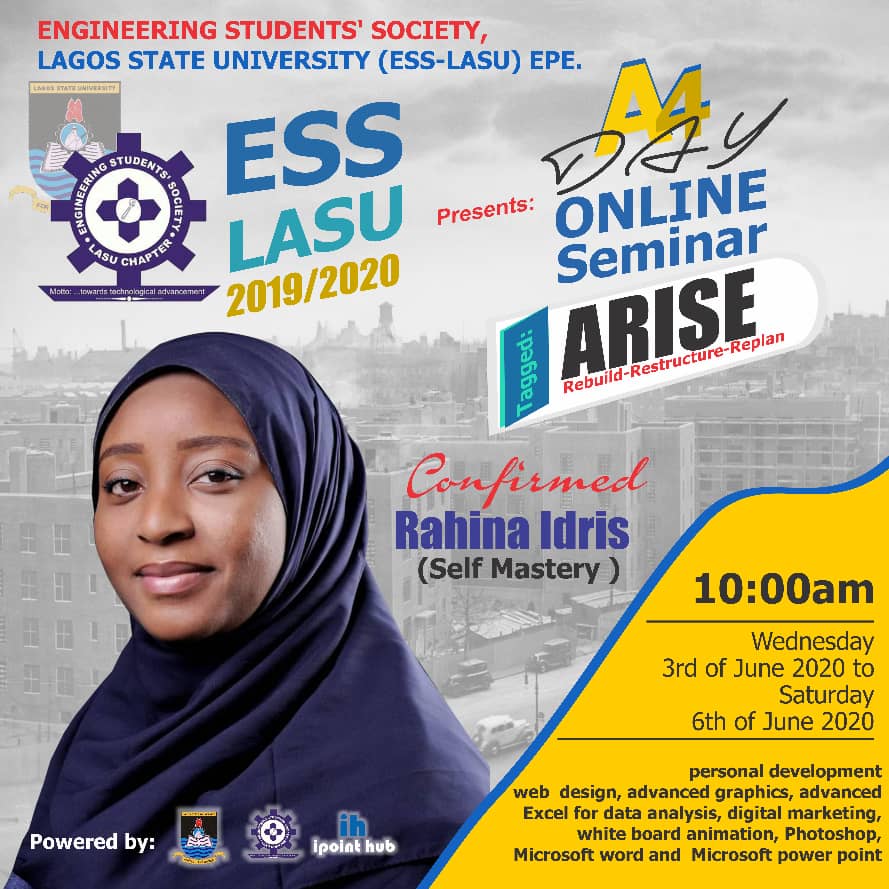 ENGINEERING STUDENTS' SOCIETY,
LAGOS STATE UNIVERSITY (ESS-LASU) EPE.
LAGOS STATE UNIVERSITY
ENGINEERING STUDENTS' SOCIETY
LASU CHAPTER
Motto: ...towards technological advancement
ESS
LASU
2019/2020
Presents:
A4
DAY
ONLINE
Seminar
Tagged:
ARISE
Rebuild-Restructure-Replan
Confirmed
Rahina Idris
(Self Mastery )
10:00am
Wednesday
3rd of June 2020 to
Saturday
6th of June 2020
personal development
web design, advanced graphics, advanced
Excel for data analysis, digital marketing,
white board animation, Photoshop,
Microsoft word and Microsoft power point
Powered by:
ih
ipoint hub